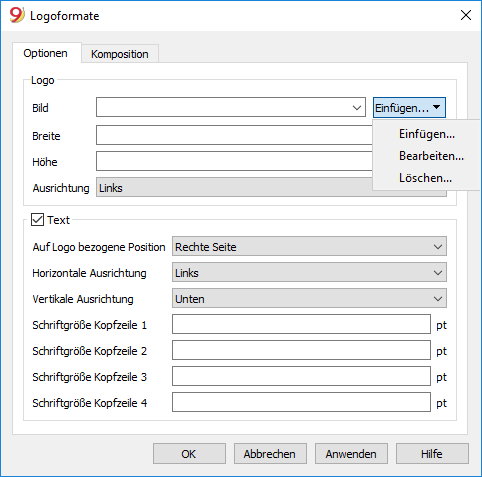 9 Logoformate
Optionen Komposition
Logo
Bild Einfügen...
Einfügen...
Breite
Bearbeiten...
Höhe
Löschen...
Ausrichtung Links
Text
Auf Logo bezogene Position Rechte Seite
Horizontale Ausrichtung Links
Vertikale Ausrichtung Unten
Schriftgröße Kopfzeile 1 pt
Schriftgröße Kopfzeile 2 pt
Schriftgröße Kopfzeile 3 pt
Schriftgröße Kopfzeile 4 pt
OK Abbrechen Anwenden Hilfe